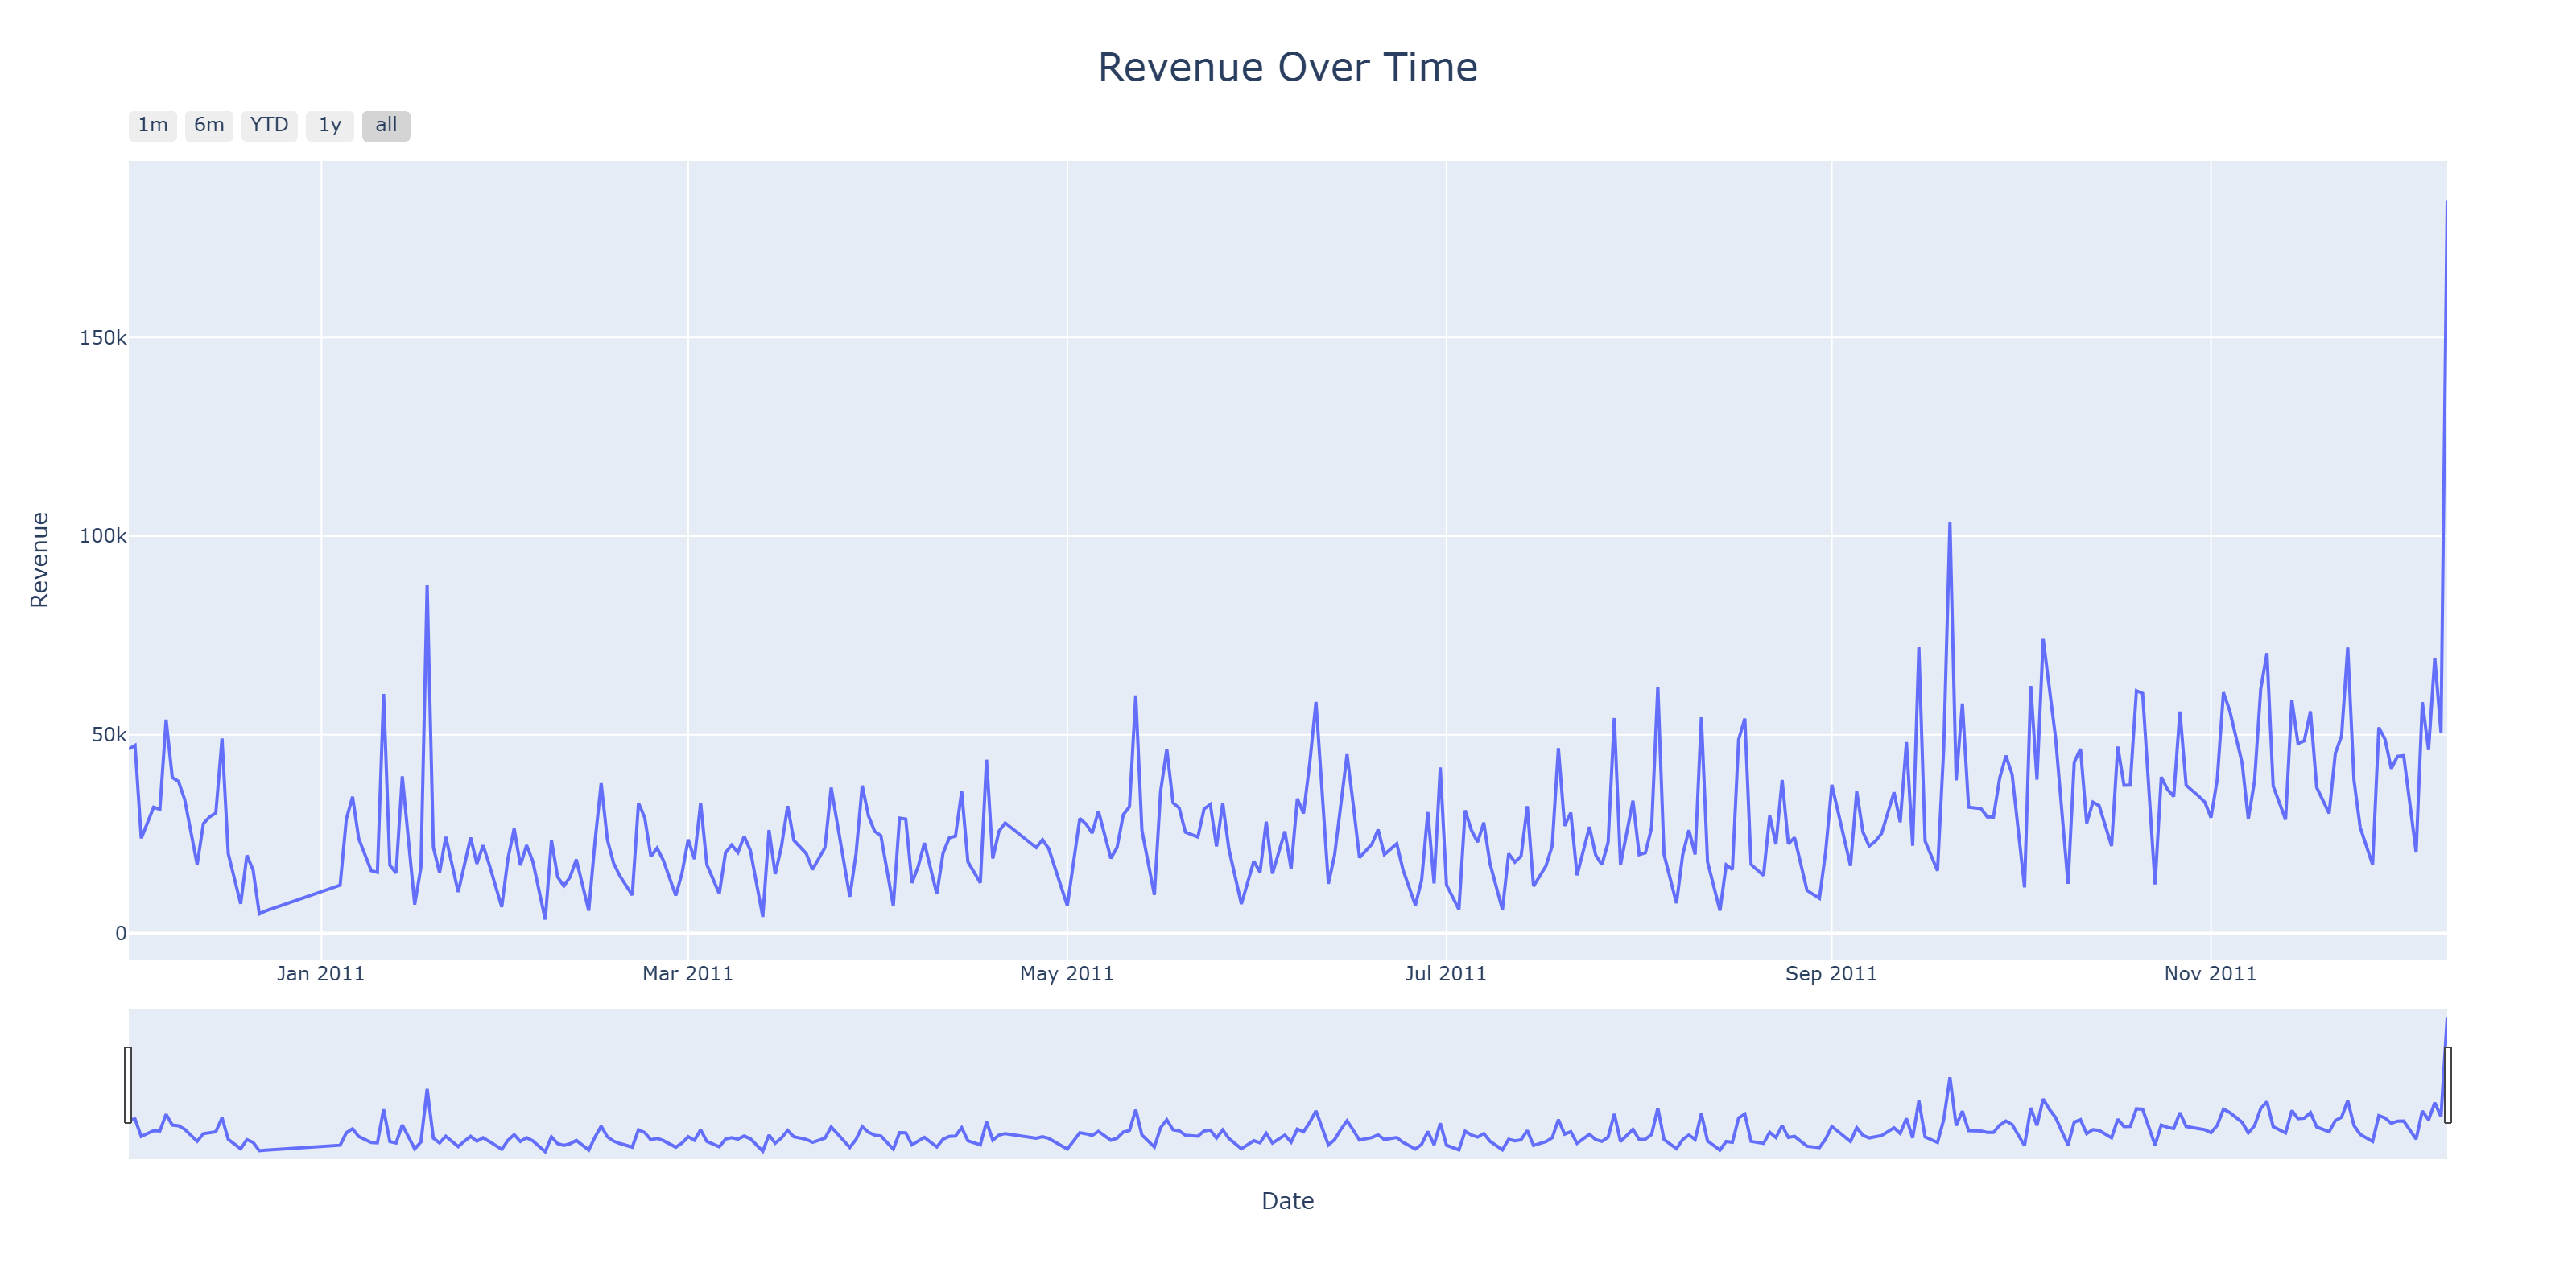 Revenue Over Time
1m 6m YTD 1y all
150k
100k
50k
0
Revenue
Jan 2011 Mar 2011 May 2011 Jul 2011 Sep 2011 Nov 2011
Date